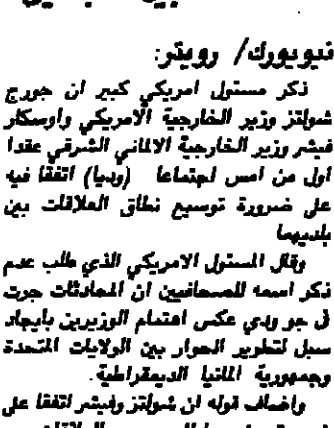 نيويورك/ رويتر:
ذكر مسئول امريكي كبير ان جورج
شولتز وزير الخارجية الأمريكي واوسكار
فيشر وزير الخارجية الالماني الشرقي عقدا
اول من امس اجتماعا (وديا) اتفقا فيه
على ضرورة توسيع نطاق العلاقات بين
بلديهما
وقال المسئول الامريكي الذي طلب عدم
ذكر اسمه للصحافيين ان المحادثات جرت
في جو ودي عكس اهتمام الوزيرين بايجاد
سبل لتطوير الحوار بين الولايات المتحدة
وجمهورية المانيا الديمقراطية.
واضاف قوله ان شولتز وفيشر اتفقا على